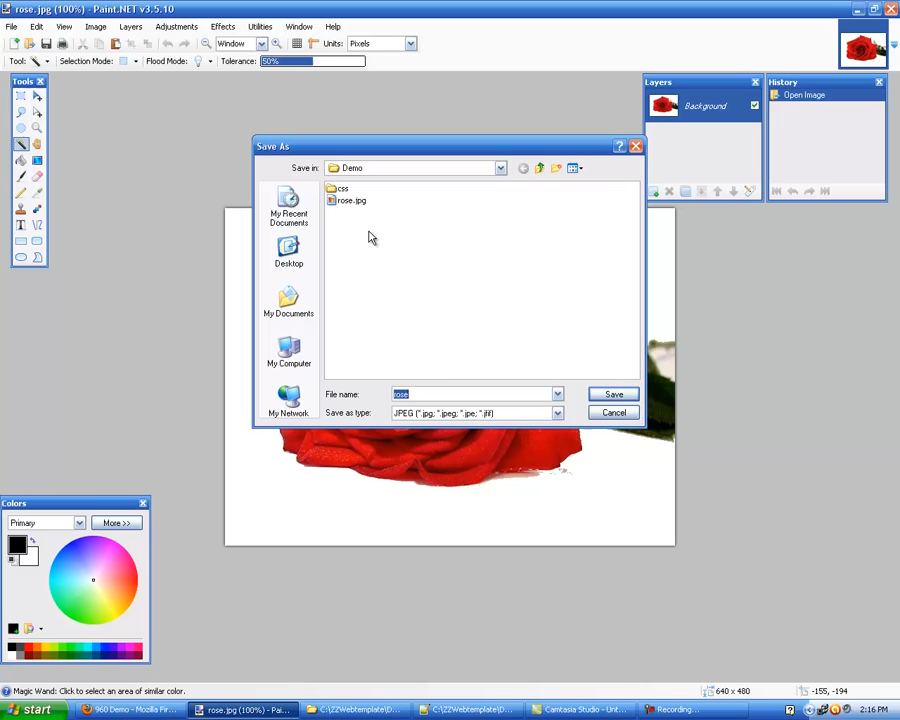 rose.jpg (100%) - Paint.NET v3.5.10
File Edit View Image Layers Adjustments Effects Utilities Window Help
Window Units: Pixels
Tool: Selection Mode: Flood Mode: Tolerance: 50%
Tools
Layers
Background
History
Open Image
Save As
Save in: Demo
css
rose.jpg
My Recent
Documents
Desktop
My Documents
My Computer
My Network
File name: rose Save
Save as type: JPEG (*.jpg; *.jpeg; *.jpe; *.jfif) Cancel
Colors
Primary More >>
Magic Wand: Click to select an area of similar color. 640 x 480 -155, -194
start 960 Demo - Mozilla Fir... rose.jpg (100%) - Pai... C:\ZZWebtemplate\D... C:\ZZWebtemplate\D... Camtasia Studio - Unt... Recording... 2:16 PM